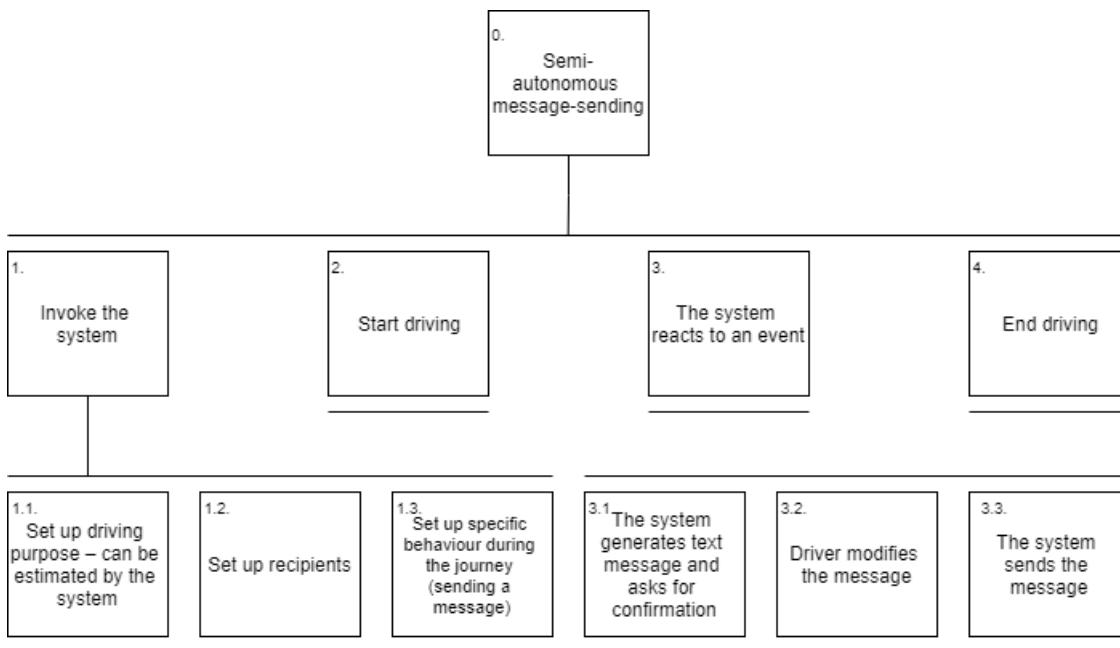 0.
Semi-
autonomous
message-sending
1.
Invoke the
system
2.
Start driving
3.
The system
reacts to an event
4.
End driving
1.1.
Set up driving
purpose – can be
estimated by the
system
1.2.
Set up recipients
1.3.
Set up specific
behaviour during
the journey
(sending a
message)
3.1
The system
generates text
message and
asks for
confirmation
3.2.
Driver modifies
the message
3.3.
The system
sends the
message